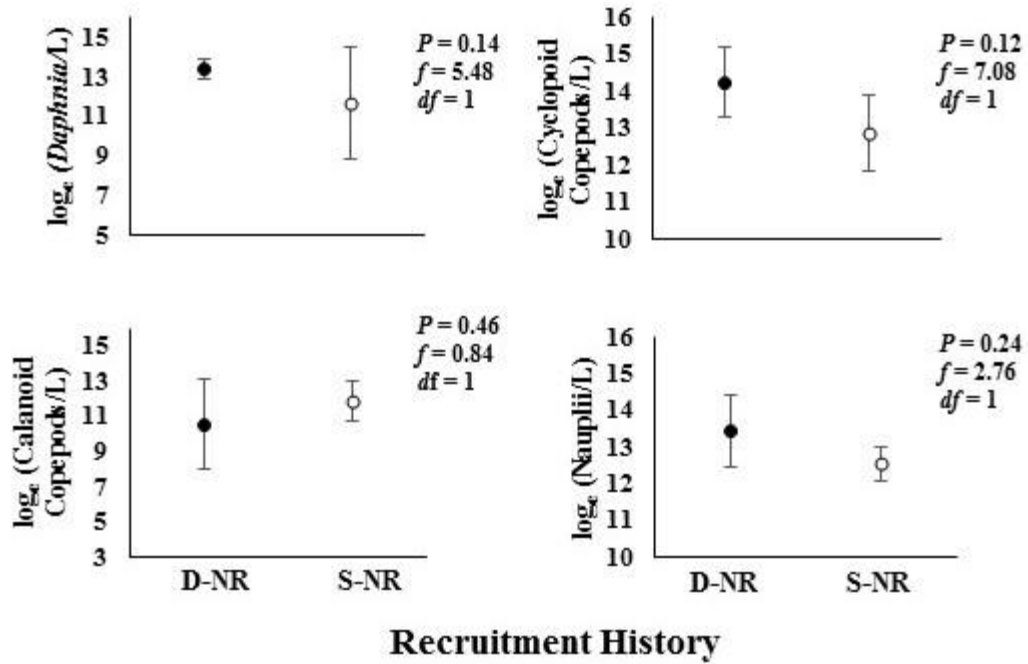 log_e (Daphnia/L)
15
13
11
9
7
5
P = 0.14
f = 5.48
df = 1
log_e (Cyclopoid
Copepods/L)
16
15
14
13
12
11
10
P = 0.12
f = 7.08
df = 1
log_e (Calanoid
Copepods/L)
15
13
11
9
7
5
3
P = 0.46
f = 0.84
df = 1
D-NR S-NR
log_e (Nauplii/L)
16
15
14
13
12
11
10
P = 0.24
f = 2.76
df = 1
D-NR S-NR
Recruitment History